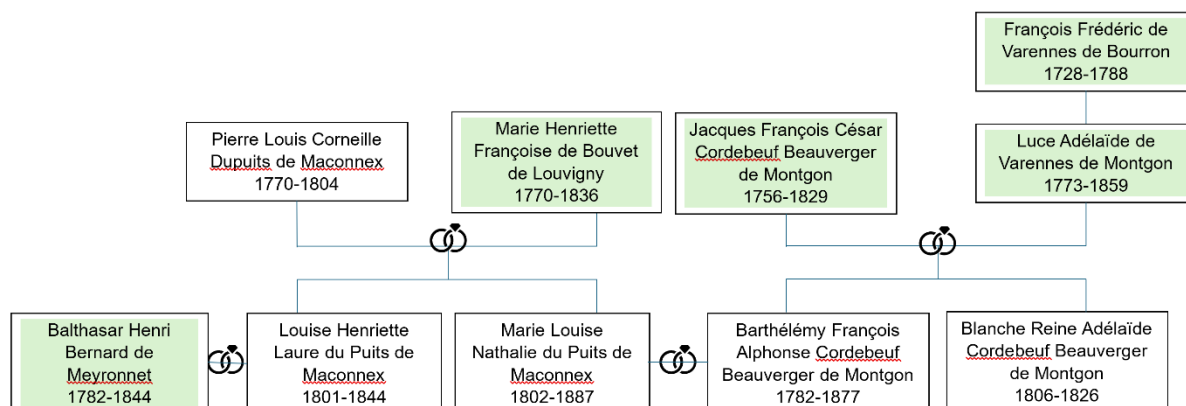 François Frédéric de
Varennes de Bourron
1728-1788
Pierre Louis Corneille
Dupuits de Maconnex
1770-1804
Marie Henriette
Françoise de Bouvet
de Louvigny
1770-1836
Jacques François César
Cordebeuf Beauverger
de Montgon
1756-1829
Luce Adélaïde de
Varennes de Montgon
1773-1859
Balthasar Henri
Bernard de
Meyronnet
1782-1844
Louise Henriette
Laure du Puits de
Maconnex
1801-1844
Marie Louise
Nathalie du Puits de
Maconnex
1802-1887
Barthélémy François
Alphonse Cordebeuf
Beauverger de Montgon
1782-1877
Blanche Reine Adélaïde
Cordebeuf Beauverger
de Montgon
1806-1826